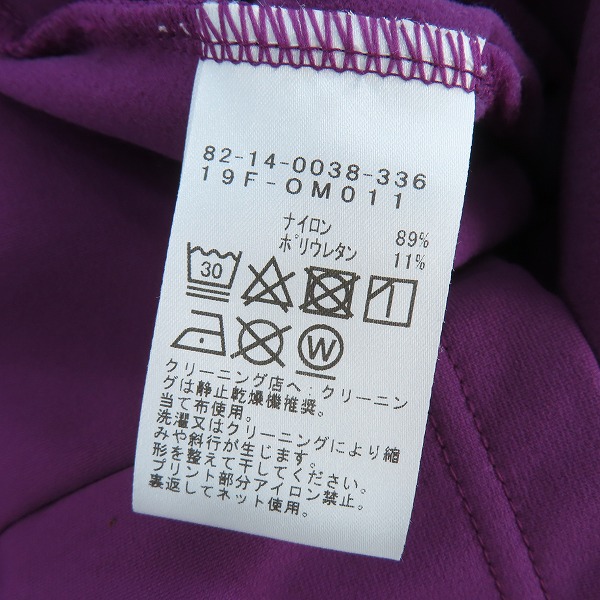 82-14-0038-336
19F-OM011
ナイロン 89%
ポリウレタン 11%
30
W
クリーニング店へ:クリーニン
グは静止乾燥機推奨。
当て布使用。
洗濯又はクリーニングにより縮
みや斜行が生じます。
形を整えて干してください。
プリント部分アイロン禁止。
裏返してネット使用。